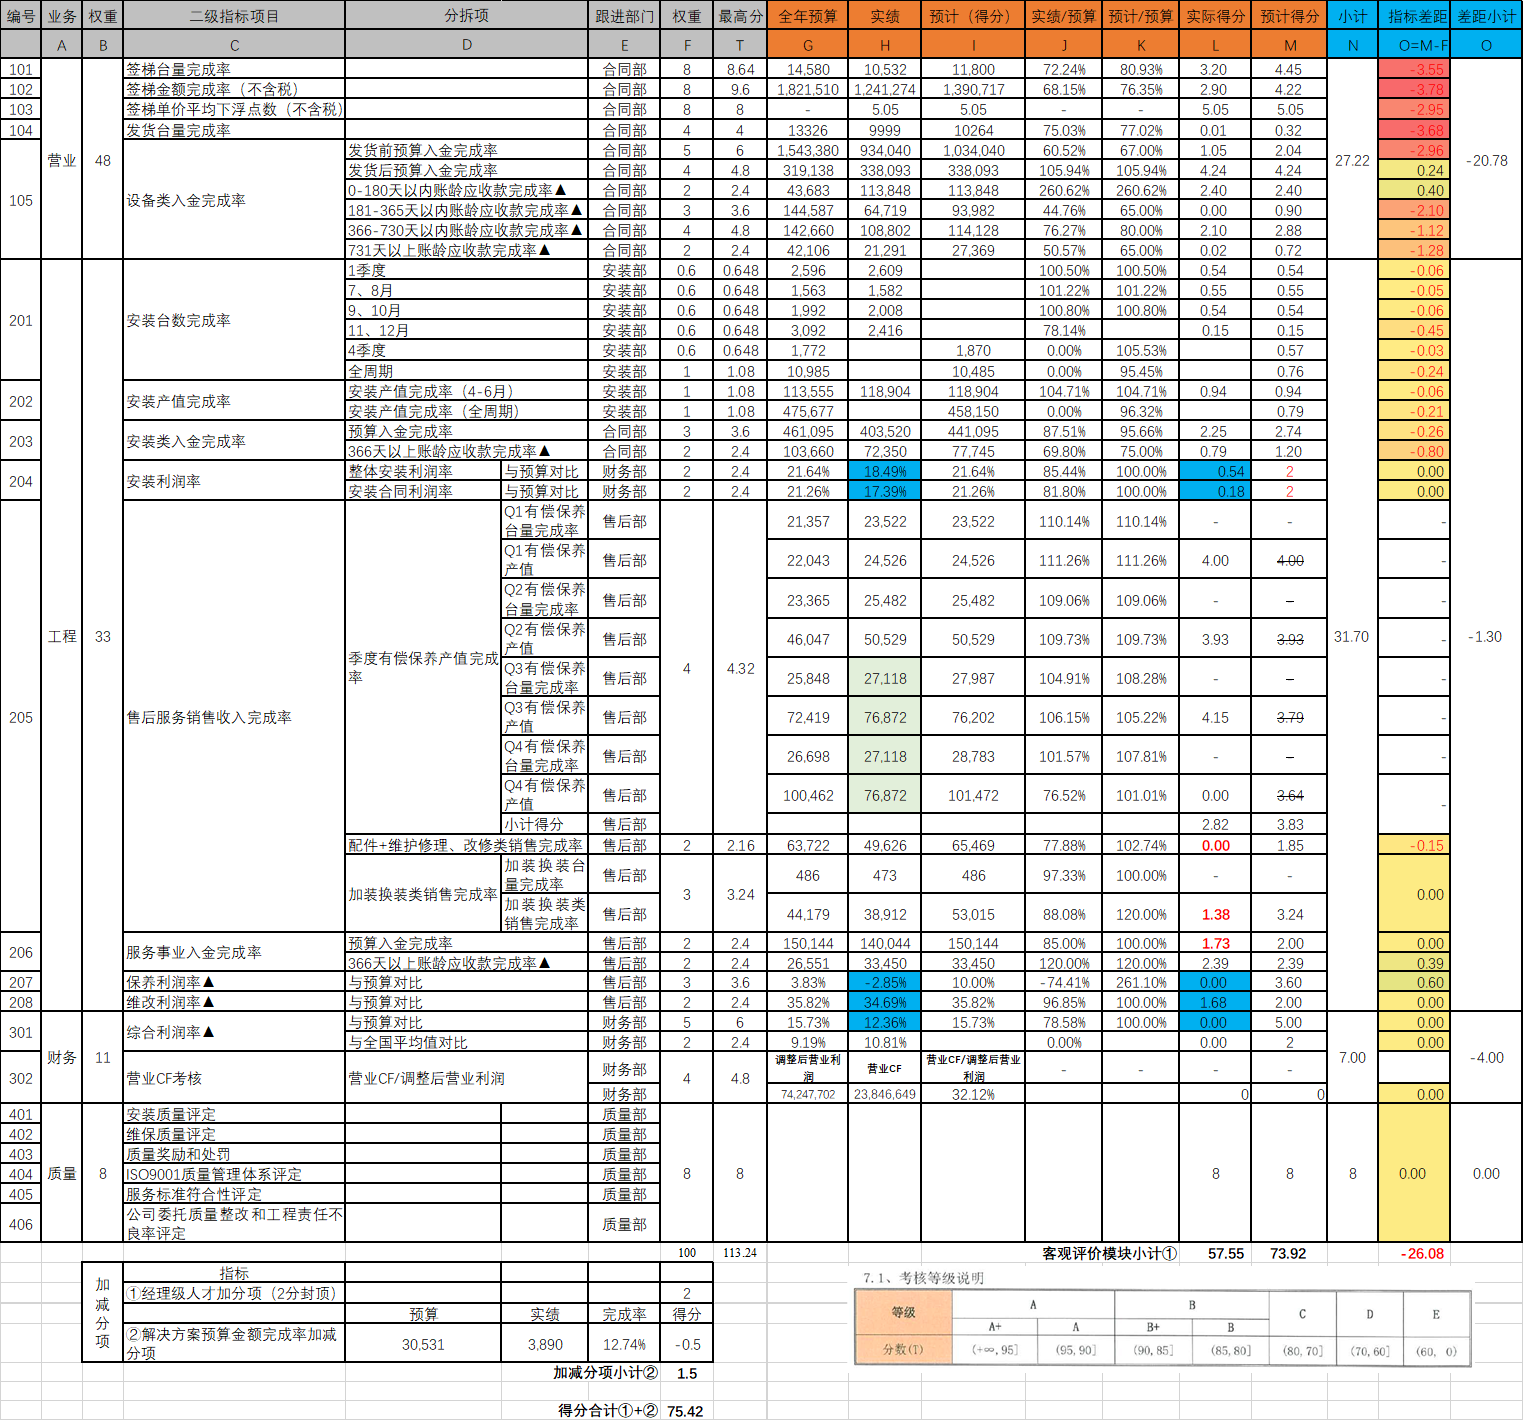 编号 业务 权重 二级指标项目 分拆项 跟进部门 权重 最高分 全年预算 实绩 预计（得分） 实绩/预算 预计/预算 实际得分 预计得分 小计 指标差距 差距小计
A B C D E F T G H I J K L M N O=M-F O
101 签梯台量完成率 合同部 8 8.64 14,580 10,532 11,800 72.24% 80.93% 3.20 4.45 -3.55
102 签梯金额完成率（不含税） 合同部 8 9.6 1,821,510 1,241,274 1,390,717 68.15% 76.35% 2.90 4.22 -3.78
103 签梯单价平均下浮点数（不含税） 合同部 8 8 - 5.05 5.05 - - 5.05 5.05 -2.95
104 发货台量完成率 合同部 4 4 13326 9999 10264 75.03% 77.02% 0.01 0.32 -3.68
营业 48 27.22 -20.78
105 设备类入金完成率
发货前预算入金完成率 合同部 5 6 1,543,380 934,040 1,034,040 60.52% 67.00% 1.05 2.04 -2.96
发货后预算入金完成率 合同部 4 4.8 319,138 338,093 338,093 105.94% 105.94% 4.24 4.24 0.24
0-180天以内账龄应收款完成率▲ 合同部 2 2.4 43,683 113,848 113,848 260.62% 260.62% 2.40 2.40 0.40
181-365天以内账龄应收款完成率▲ 合同部 3 3.6 144,587 64,719 93,982 44.76% 65.00% 0.00 0.90 -2.10
366-730天以内账龄应收款完成率▲ 合同部 4 4.8 142,660 108,802 114,128 76.27% 80.00% 2.10 2.88 -1.12
731天以上账龄应收款完成率▲ 合同部 2 2.4 42,106 21,291 27,369 50.57% 65.00% 0.02 0.72 -1.28
工程 33 31.70 -1.30
201 安装台数完成率
1季度 安装部 0.6 0.648 2,596 2,609 100.50% 100.50% 0.54 0.54 -0.06
7、8月 安装部 0.6 0.648 1,563 1,582 101.22% 101.22% 0.55 0.55 -0.05
9、10月 安装部 0.6 0.648 1,992 2,008 100.80% 100.80% 0.54 0.54 -0.06
11、12月 安装部 0.6 0.648 3,092 2,416 78.14% 0.15 0.15 -0.45
4季度 安装部 0.6 0.648 1,772 1,870 0.00% 105.53% 0.57 -0.03
全周期 安装部 1 1.08 10,985 10,485 0.00% 95.45% 0.76 -0.24
202 安装产值完成率
安装产值完成率（4-6月） 安装部 1 1.08 113,555 118,904 118,904 104.71% 104.71% 0.94 0.94 -0.06
安装产值完成率（全周期） 安装部 1 1.08 475,677 458,150 0.00% 96.32% 0.79 -0.21
203 安装类入金完成率
预算入金完成率 合同部 3 3.6 461,095 403,520 441,095 87.51% 95.66% 2.25 2.74 -0.26
366天以上账龄应收款完成率▲ 合同部 2 2.4 103,660 72,350 77,745 69.80% 75.00% 0.79 1.20 -0.80
204 安装利润率
整体安装利润率 与预算对比 财务部 2 2.4 21.64% 18.49% 21.64% 85.44% 100.00% 0.54 2 0.00
安装合同利润率 与预算对比 财务部 2 2.4 21.26% 17.39% 21.26% 81.80% 100.00% 0.18 2 0.00
205 售后服务销售收入完成率
季度有偿保养产值完成率 4 4.32
Q1有偿保养台量完成率 售后部 21,357 23,522 23,522 110.14% 110.14% - - -
Q1有偿保养产值 售后部 22,043 24,526 24,526 111.26% 111.26% 4.00 4.00 -
Q2有偿保养台量完成率 售后部 23,365 25,482 25,482 109.06% 109.06% - - -
Q2有偿保养产值 售后部 46,047 50,529 50,529 109.73% 109.73% 3.93 3.93 -
Q3有偿保养台量完成率 售后部 25,848 27,118 27,987 104.91% 108.28% - - -
Q3有偿保养产值 售后部 72,419 76,872 76,202 106.15% 105.22% 4.15 3.79 -
Q4有偿保养台量完成率 售后部 26,698 27,118 28,783 101.57% 107.81% - - -
Q4有偿保养产值 售后部 100,462 76,872 101,472 76.52% 101.01% 0.00 3.64 -
小计得分 售后部 2.82 3.83
配件+维护修理、改修类销售完成率 售后部 2 2.16 63,722 49,626 65,469 77.88% 102.74% 0.00 1.85 -0.15
加装换装类销售完成率 3 3.24 0.00
加装换装台量完成率 售后部 486 473 486 97.33% 100.00% - -
加装换装类销售完成率 售后部 44,179 38,912 53,015 88.08% 120.00% 1.38 3.24
206 服务事业入金完成率
预算入金完成率 售后部 2 2.4 150,144 140,044 150,144 85.00% 100.00% 1.73 2.00 0.00
366天以上账龄应收款完成率▲ 售后部 2 2.4 26,551 33,450 33,450 120.00% 120.00% 2.39 2.39 0.39
207 保养利润率▲ 与预算对比 售后部 3 3.6 3.83% -2.85% 10.00% -74.41% 261.10% 0.00 3.60 0.60
208 维改利润率▲ 与预算对比 售后部 2 2.4 35.82% 34.69% 35.82% 96.85% 100.00% 1.68 2.00 0.00
财务 11 7.00 -4.00
301 综合利润率▲
与预算对比 财务部 5 6 15.73% 12.36% 15.73% 78.58% 100.00% 0.00 5.00 0.00
与全国平均值对比 财务部 2 2.4 9.19% 10.81% 0.00% 0.00 2 0.00
302 营业CF考核 营业CF/调整后营业利润 4 4.8
财务部 调整后营业利润 营业CF 营业CF/调整后营业利润 - - - -
财务部 74,247,702 23,846,649 32.12% 0 0 0.00
401 安装质量评定 质量部
402 维保质量评定 质量部
403 质量奖励和处罚 质量部
质量 8 8 8 8 8 8 0.00 0.00
404 ISO9001质量管理体系评定 质量部
405 服务标准符合性评定 质量部
406 公司委托质量整改和工程责任不良率评定 质量部
100 113.24 客观评价模块小计① 57.55 73.92 -26.08
加减分项
指标
①经理级人才加分项（2分封顶） 2
预算 实绩 完成率 得分
②解决方案预算金额完成率加减分项 30,531 3,890 12.74% -0.5
加减分项小计② 1.5
得分合计①+② 75.42
7.1、考核等级说明
等级 A B C D E
A+ A B+ B
分数(T) (+∞,95] (95,90] (90,85] (85,80] (80,70] (70,60] (60, 0)